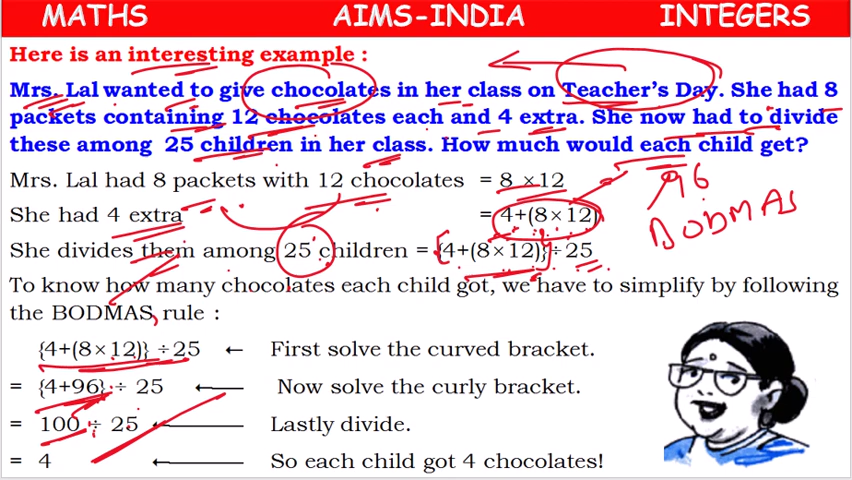 MATHS AIMS-INDIA INTEGERS
Here is an interesting example :
Mrs. Lal wanted to give chocolates in her class on Teacher's Day. She had 8
packets containing 12 chocolates each and 4 extra. She now had to divide
these among 25 children in her class. How much would each child get?
Mrs. Lal had 8 packets with 12 chocolates = 8 ×12
96
She had 4 extra = 4+(8×12)
BODMAS
She divides them among 25 children = {4+(8×12)}÷25
To know how many chocolates each child got, we have to simplify by following
the BODMAS rule :
{4+(8×12)} ÷25 ← First solve the curved bracket.
= {4+96} ÷ 25 ← Now solve the curly bracket.
= 100 ÷ 25 ← Lastly divide.
= 4 ← So each child got 4 chocolates!